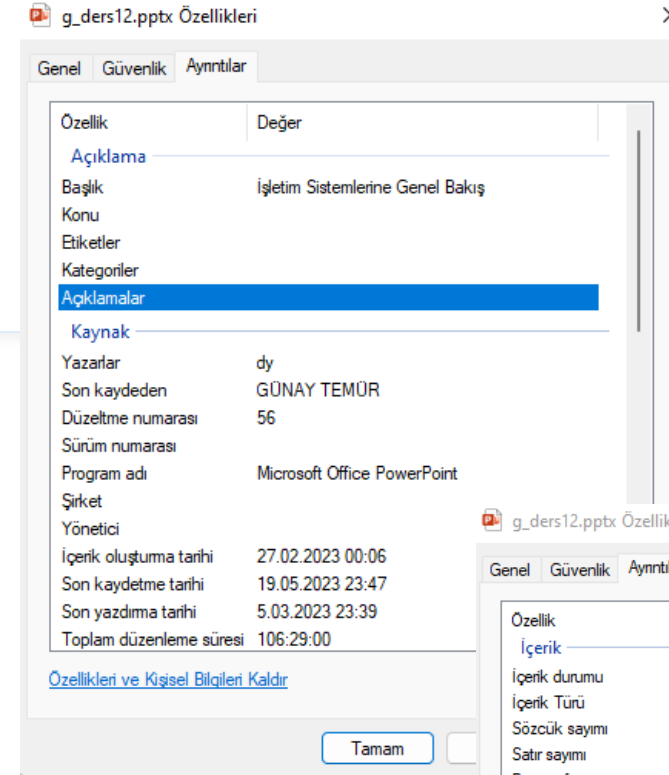 g_ders12.pptx Özellikleri
Genel Güvenlik Ayrıntılar
Özellik Değer
Açıklama
Başlık İşletim Sistemlerine Genel Bakış
Konu
Etiketler
Kategoriler
Açıklamalar
Kaynak
Yazarlar dy
Son kaydeden GÜNAY TEMÜR
Düzeltme numarası 56
Sürüm numarası
Program adı Microsoft Office PowerPoint
Şirket
Yönetici
İçerik oluşturma tarihi 27.02.2023 00:06
Son kaydetme tarihi 19.05.2023 23:47
Son yazdırma tarihi 5.03.2023 23:39
Toplam düzenleme süresi 106:29:00
Özellikleri ve Kişisel Bilgileri Kaldır
Tamam
g_ders12.pptx Özellik
Genel Güvenlik Ayrıntıl
Özellik
İçerik
İçerik durumu
İçerik Türü
Sözcük sayımı
Satır sayımı